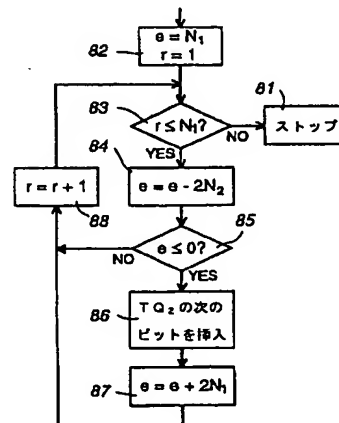 e = N₁
r = 1
82
83
r ≤ N₁?
NO
81
ストップ
YES
84
e = e - 2N₂
r = r + 1
88
85
e ≤ 0?
NO
YES
86
TQ₂の次の
ビットを挿入
87
e = e + 2N₁